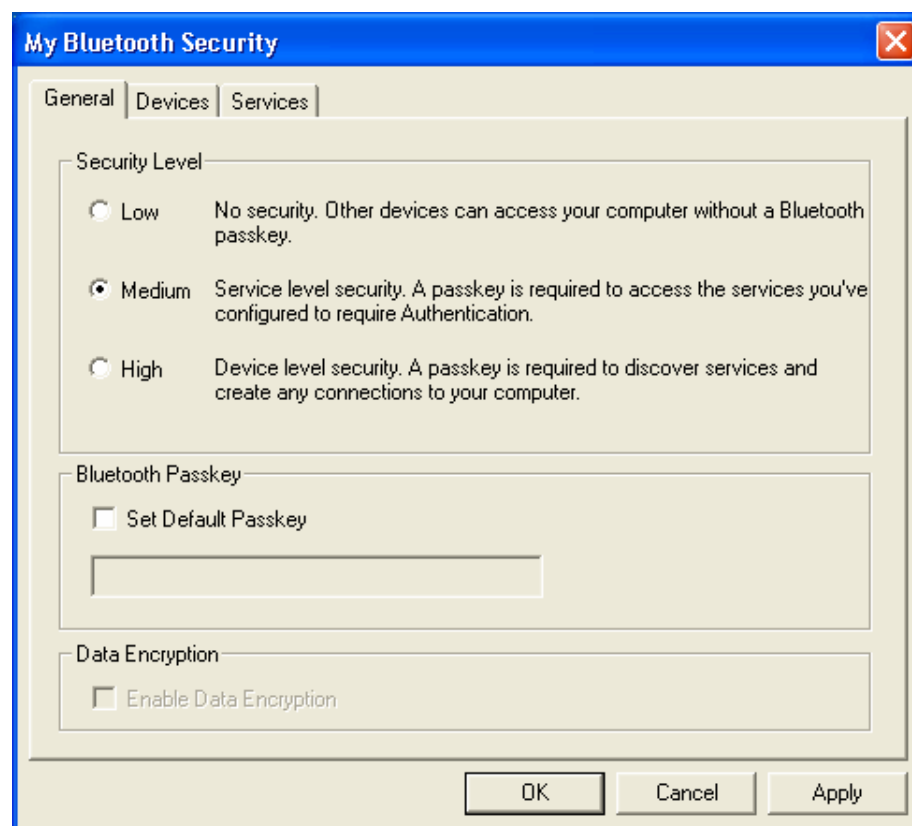 My Bluetooth Security
General Devices Services
Security Level
Low No security. Other devices can access your computer without a Bluetooth
passkey.
Medium Service level security. A passkey is required to access the services you've
configured to require Authentication.
High Device level security. A passkey is required to discover services and
create any connections to your computer.
Bluetooth Passkey
Set Default Passkey
Data Encryption
Enable Data Encryption
OK Cancel Apply